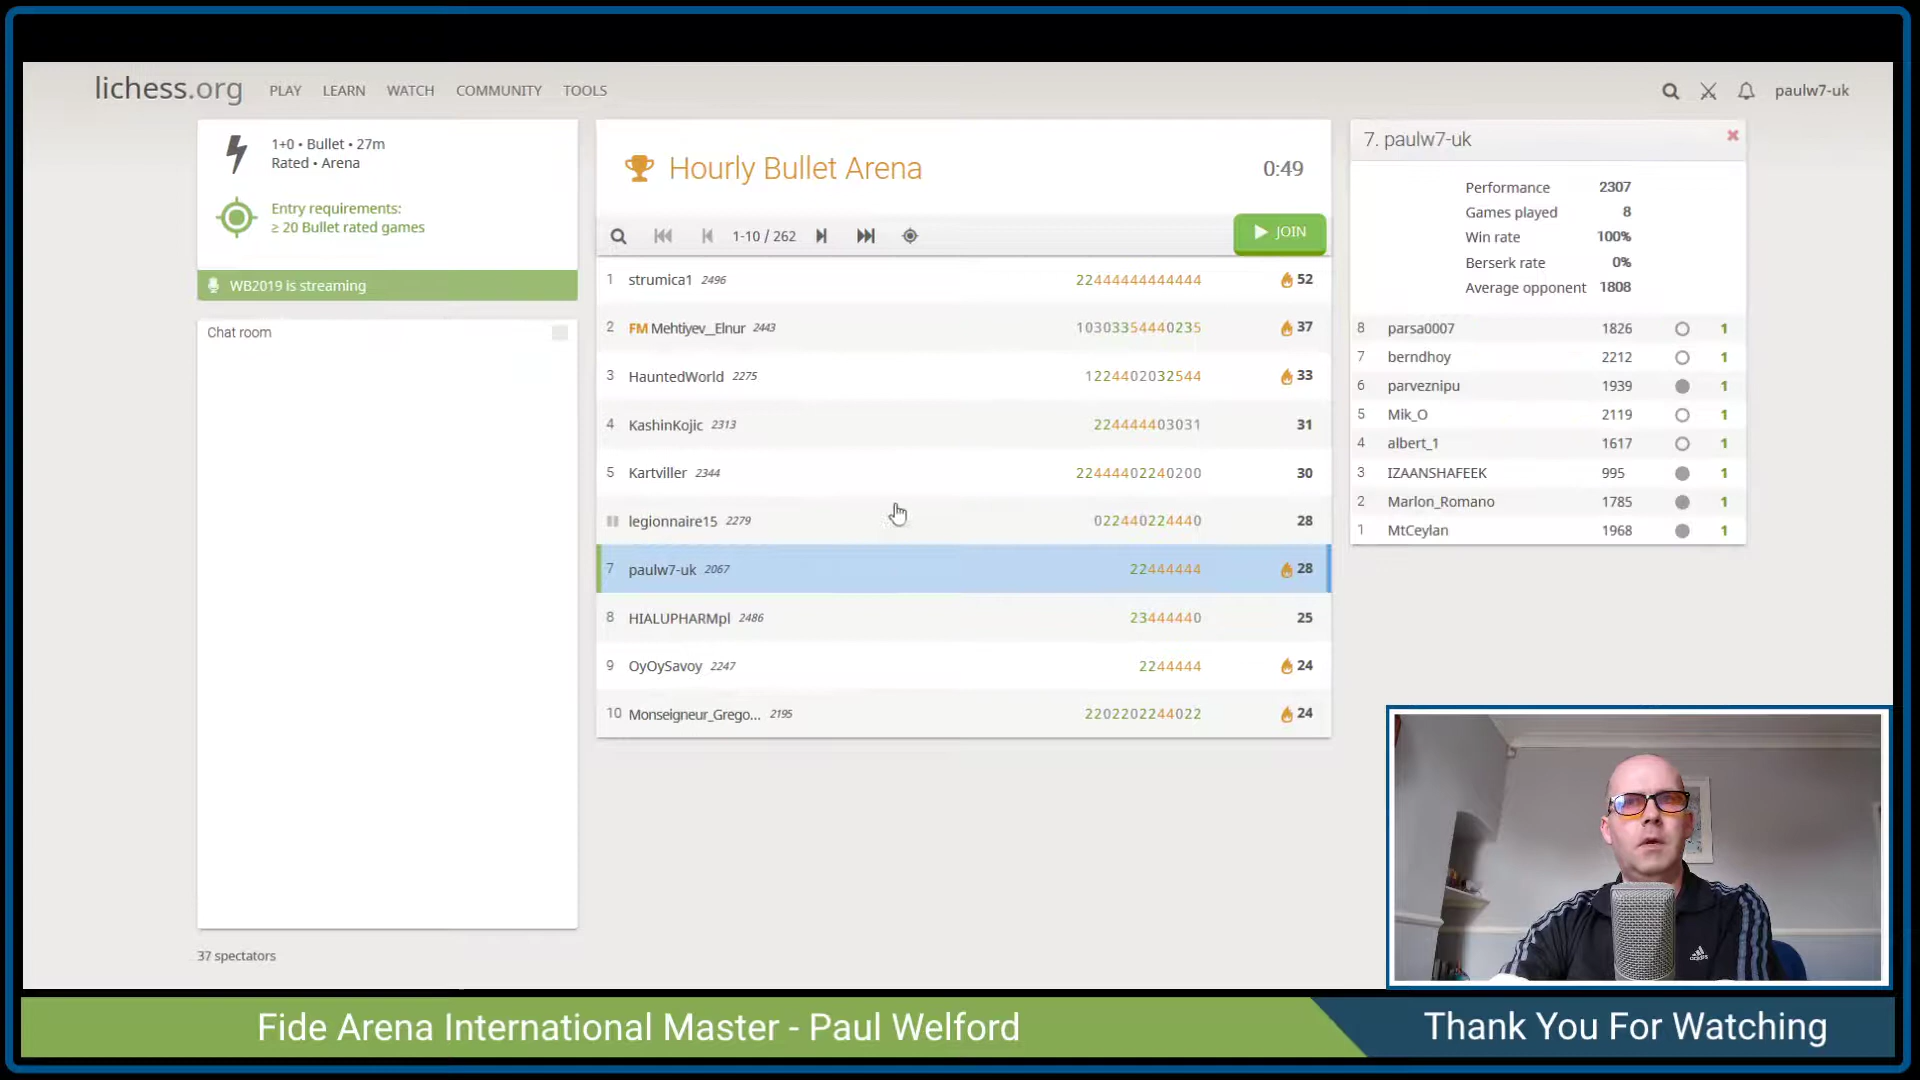 lichess.org PLAY LEARN WATCH COMMUNITY TOOLS paulw7-uk
1+0 • Bullet • 27m
Rated • Arena
Entry requirements:
≥ 20 Bullet rated games
WB2019 is streaming
Chat room
37 spectators
Hourly Bullet Arena 0:49
1-10 / 262 JOIN
1 strumica1 2496 22444444444444 52
2 FM Mehtiyev_Elnur 2443 10303354440235 37
3 HauntedWorld 2275 1224402032544 33
4 KashinKojic 2313 224444403031 31
5 Kartviller 2344 22444402240200 30
legionnaire15 2279 022440224440 28
7 paulw7-uk 2067 22444444 28
8 HIALUPHARMpl 2486 23444440 25
9 OyOySavoy 2247 2244444 24
10 Monseigneur_Grego... 2195 2202202244022 24
7. paulw7-uk
Performance 2307
Games played 8
Win rate 100%
Berserk rate 0%
Average opponent 1808
8 parsa0007 1826 1
7 berndhoy 2212 1
6 parveznipu 1939 1
5 Mik_O 2119 1
4 albert_1 1617 1
3 IZAANSHAFEEK 995 1
2 Marlon_Romano 1785 1
1 MtCeylan 1968 1
adidas
Fide Arena International Master - Paul Welford
Thank You For Watching